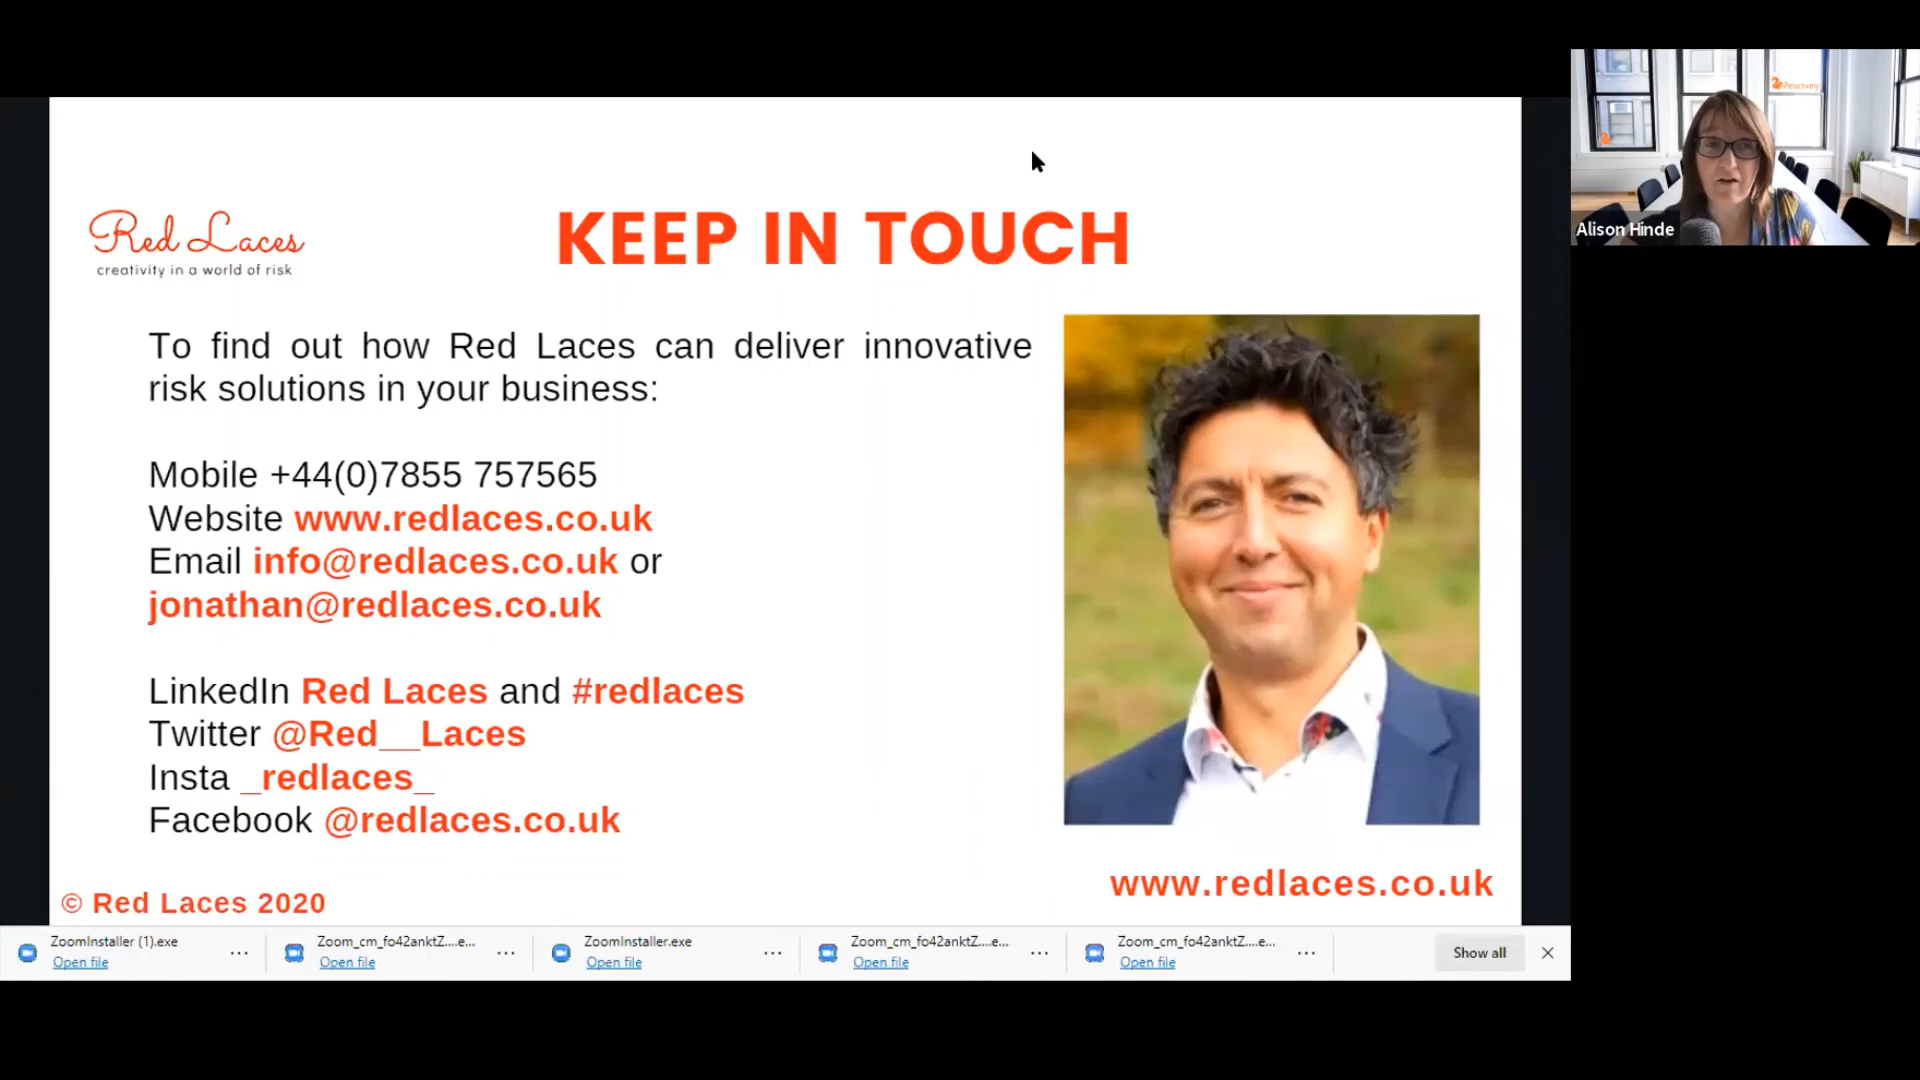 Petachvery
Alison Hinde
Red Laces
creativity in a world of risk
KEEP IN TOUCH
To find out how Red Laces can deliver innovative
risk solutions in your business:
Mobile +44(0)7855 757565
Website www.redlaces.co.uk
Email info@redlaces.co.uk or
jonathan@redlaces.co.uk
LinkedIn Red Laces and #redlaces
Twitter @Red__Laces
Insta _redlaces_
Facebook @redlaces.co.uk
www.redlaces.co.uk
© Red Laces 2020
ZoomInstaller (1).exe
Open file
Zoom_cm_fo42anktZ....e...
Open file
ZoomInstaller.exe
Open file
Zoom_cm_fo42anktZ....e...
Open file
Zoom_cm_fo42anktZ....e...
Open file
Show all